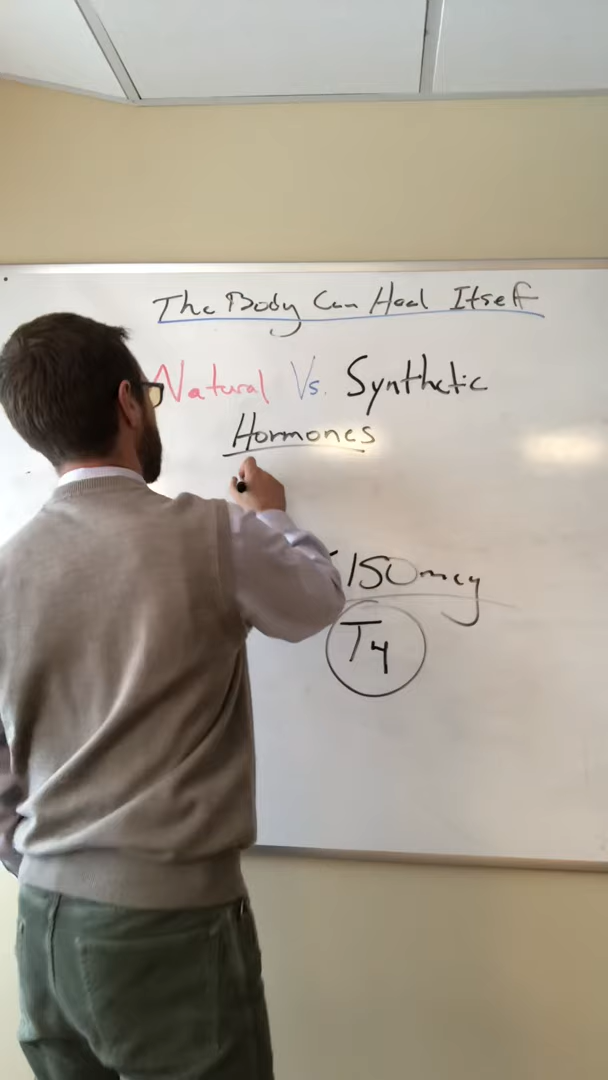 The Body Can Heal Itself
Natural Vs. Synthetic
Hormones
150mcg
T4